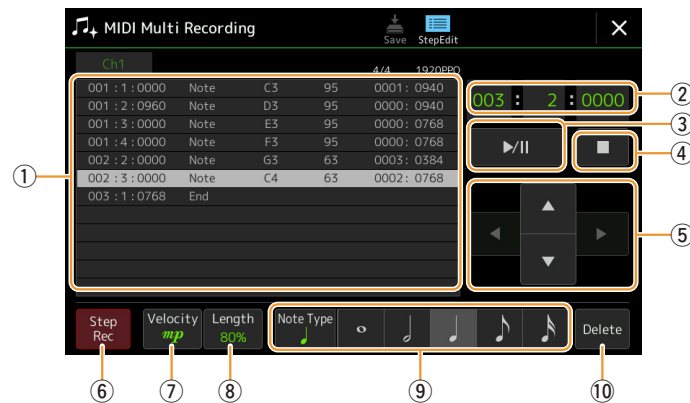 MIDI Multi Recording
Save
StepEdit
Ch1
4/4 1920PPQ
001 : 1 : 0000 Note C3 95 0001 : 0940
001 : 2 : 0960 Note D3 95 0000 : 0940
001 : 3 : 0000 Note E3 95 0000 : 0768
001 : 4 : 0000 Note F3 95 0000 : 0768
002 : 2 : 0000 Note G3 63 0003 : 0384
002 : 3 : 0000 Note C4 63 0002 : 0768
003 : 1 : 0768 End
003 : 2 : 0000
Step
Rec
Velocity
mp
Length
80%
Note Type
Delete
①
②
③
④
⑤
⑥
⑦
⑧
⑨
⑩